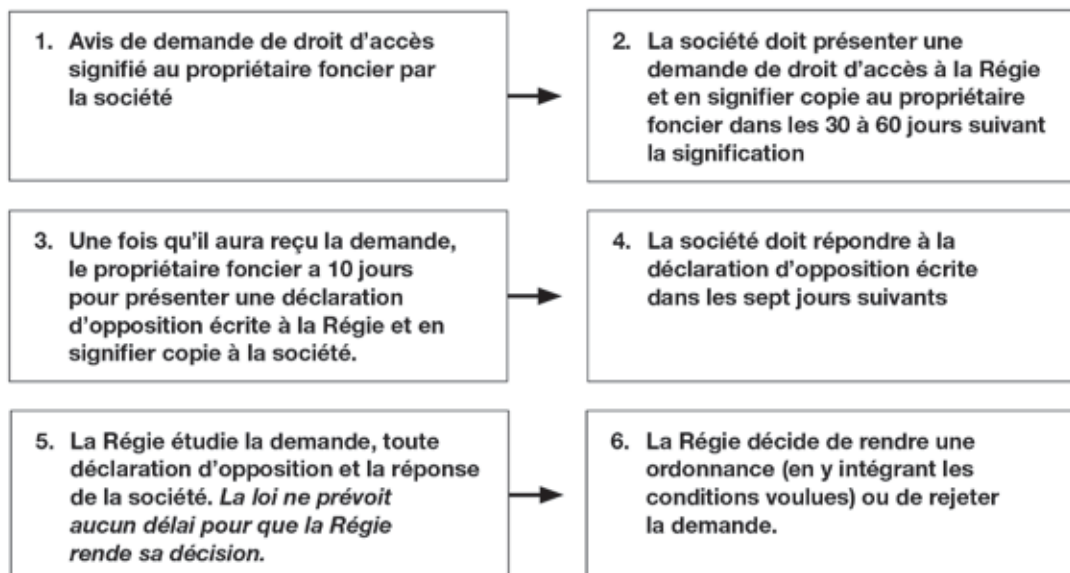 1. Avis de demande de droit d'accès
signifié au propriétaire foncier par
la société
2. La société doit présenter une
demande de droit d'accès à la Régie
et en signifier copie au propriétaire
foncier dans les 30 à 60 jours suivant
la signification
3. Une fois qu'il aura reçu la demande,
le propriétaire foncier a 10 jours
pour présenter une déclaration
d'opposition écrite à la Régie et en
signifier copie à la société.
4. La société doit répondre à la
déclaration d'opposition écrite
dans les sept jours suivants
5. La Régie étudie la demande, toute
déclaration d'opposition et la réponse
de la société. La loi ne prévoit
aucun délai pour que la Régie
rende sa décision.
6. La Régie décide de rendre une
ordonnance (en y intégrant les
conditions voulues) ou de rejeter
la demande.